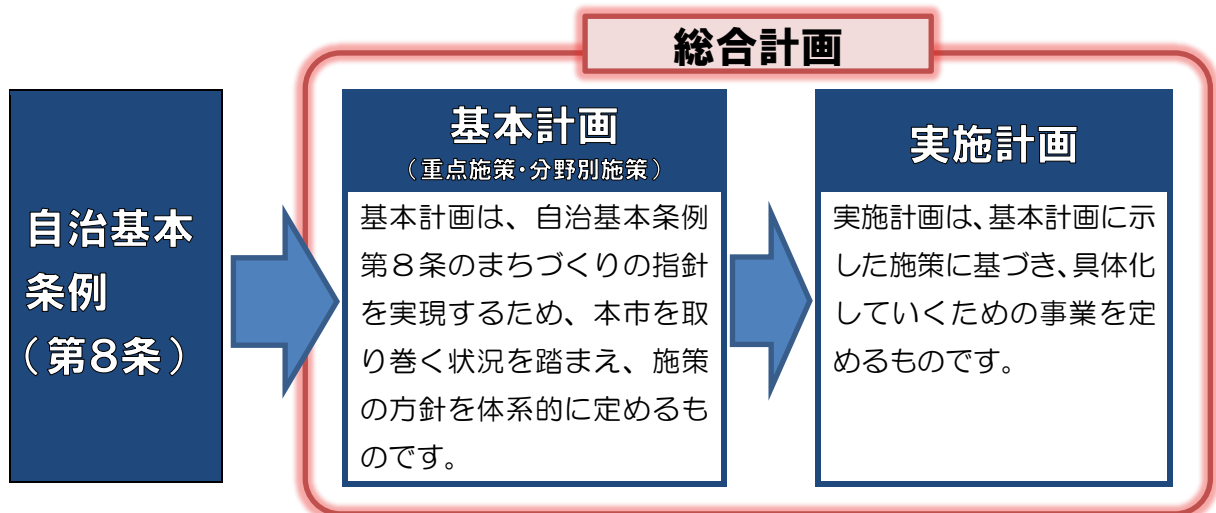 総合計画
自治基本
条例
（第8条）
基本計画
（重点施策・分野別施策）
基本計画は、自治基本条例
第８条のまちづくりの指針
を実現するため、本市を取
り巻く状況を踏まえ、施策
の方針を体系的に定めるも
のです。
実施計画
実施計画は、基本計画に示
した施策に基づき、具体化
していくための事業を定
めるものです。